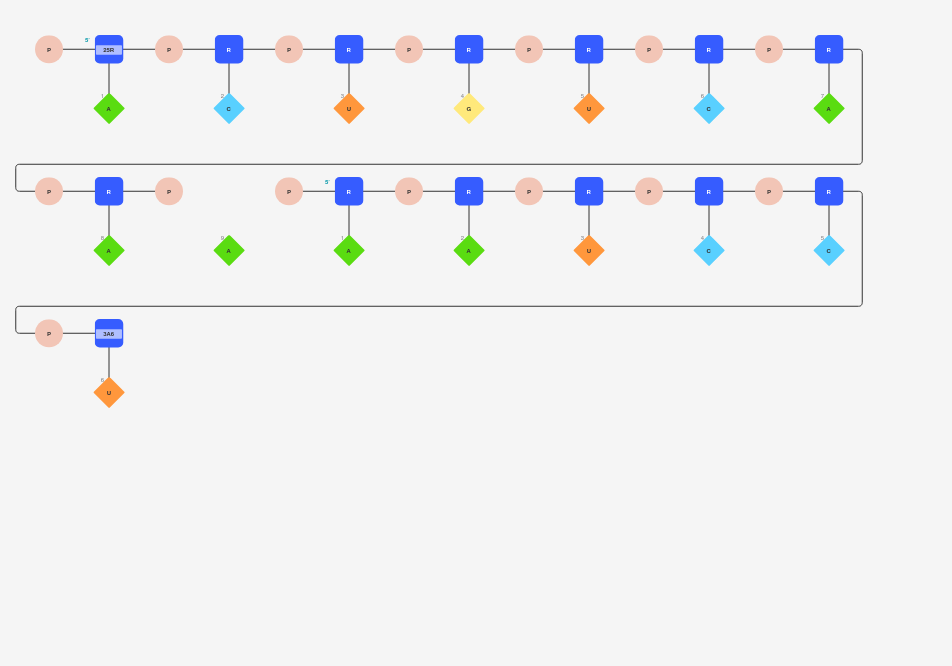 5' P 25R P R P R P R P R P R P R
1 A 2 C 3 U 4 G 5 U 6 C 7 A
P R P 5' P R P R P R P R P R
8 A 9 A 1 A 2 A 3 U 4 C 5 C
P 3A6
6 U